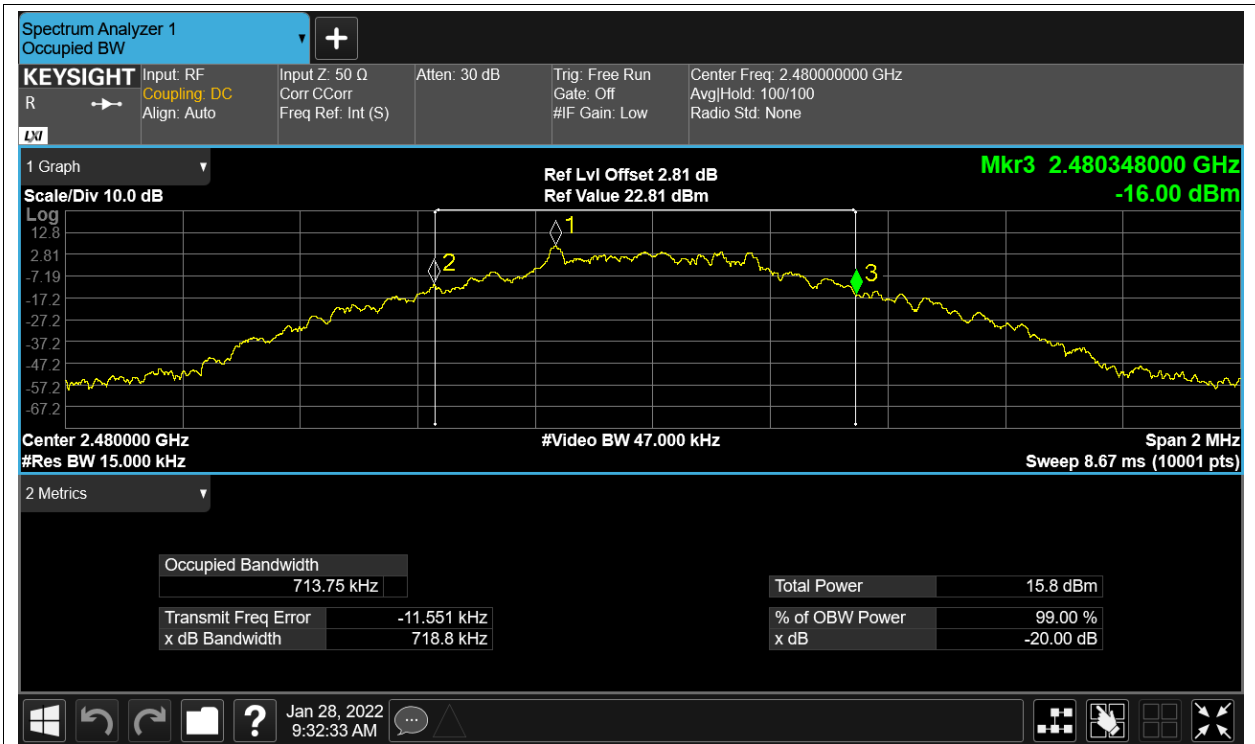 Spectrum Analyzer 1
Occupied BW
KEYSIGHT
R
LXI
Input: RF
Coupling: DC
Align: Auto
Input Z: 50 Ω
Corr CCorr
Freq Ref: Int (S)
Atten: 30 dB
Trig: Free Run
Gate: Off
#IF Gain: Low
Center Freq: 2.480000000 GHz
Avg|Hold: 100/100
Radio Std: None
1 Graph
Scale/Div 10.0 dB
Ref Lvl Offset 2.81 dB
Ref Value 22.81 dBm
Mkr3 2.480348000 GHz
-16.00 dBm
Log
12.8
2.81
-7.19
-17.2
-27.2
-37.2
-47.2
-57.2
-67.2
1
2
3
Center 2.480000 GHz
#Res BW 15.000 kHz
#Video BW 47.000 kHz
Span 2 MHz
Sweep 8.67 ms (10001 pts)
2 Metrics
Occupied Bandwidth
713.75 kHz
Transmit Freq Error -11.551 kHz
x dB Bandwidth 718.8 kHz
Total Power 15.8 dBm
% of OBW Power 99.00 %
x dB -20.00 dB
?
Jan 28, 2022
9:32:33 AM